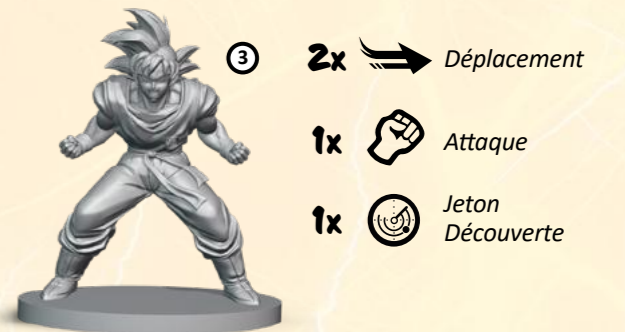 3
2x Déplacement
1x Attaque
1x Jeton
Découverte